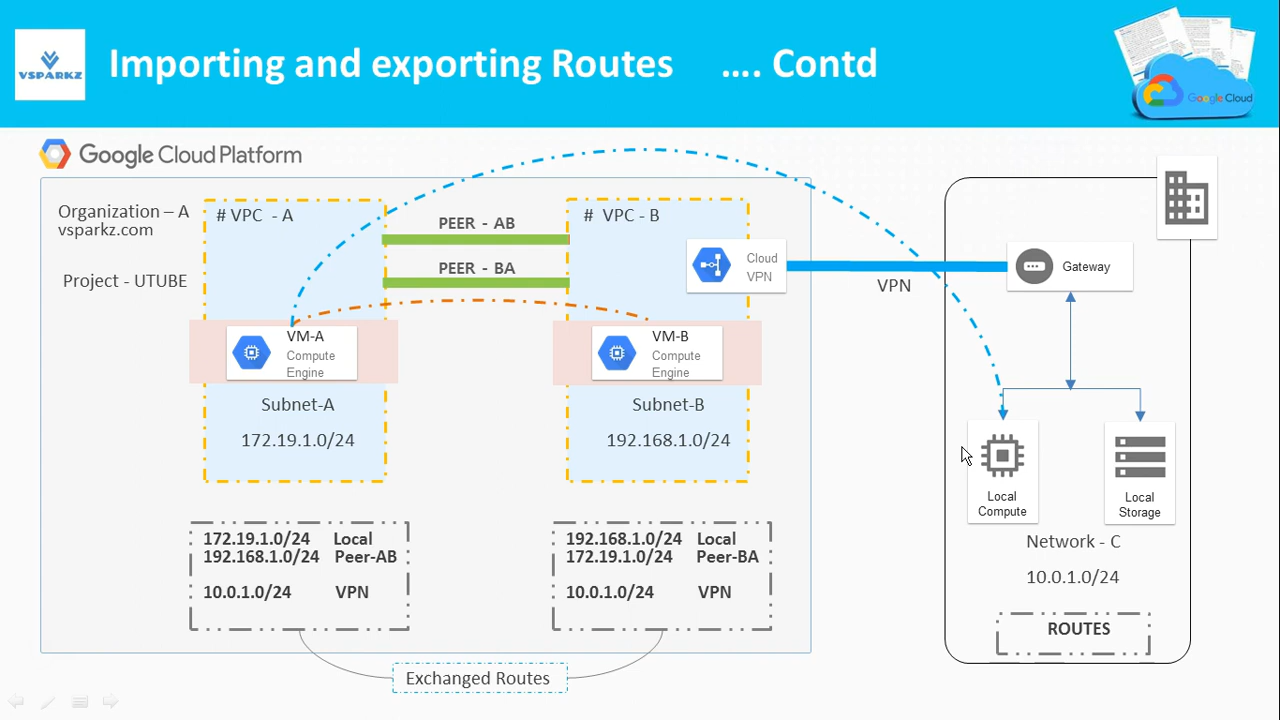 VSPARKZ
Importing and exporting Routes .... Contd
Google Cloud
Google Cloud Platform
Organization – A
vsparkz.com
Project - UTUBE
# VPC - A
PEER - AB
PEER - BA
# VPC - B
Cloud
VPN
VPN
Gateway
VM-A
Compute
Engine
Subnet-A
172.19.1.0/24
VM-B
Compute
Engine
Subnet-B
192.168.1.0/24
Local
Compute
Local
Storage
Network - C
10.0.1.0/24
ROUTES
172.19.1.0/24 Local
192.168.1.0/24 Peer-AB
10.0.1.0/24 VPN
192.168.1.0/24 Local
172.19.1.0/24 Peer-BA
10.0.1.0/24 VPN
Exchanged Routes